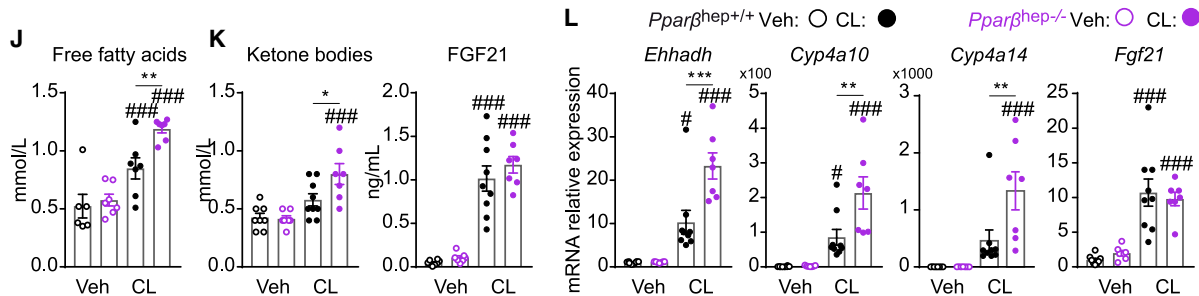 L Pparβhep+/+ Veh: CL: Pparβhep-/- Veh: CL:
J Free fatty acids
K Ketone bodies FGF21
Ehhadh Cyp4a10 Cyp4a14 Fgf21
x100 x1000
** * *** ** **
### ### ### ### ### # ### # ### ### ### ###
mmol/L
1.5
1.0
0.5
0.0
Veh CL
mmol/L
1.5
1.0
0.5
0.0
Veh CL
ng/mL
2.0
1.5
1.0
0.5
0.0
Veh CL
mRNA relative expression
40
30
20
10
0
Veh CL
5
4
3
2
1
0
Veh CL
3
2
1
0
Veh CL
25
20
15
10
5
0
Veh CL